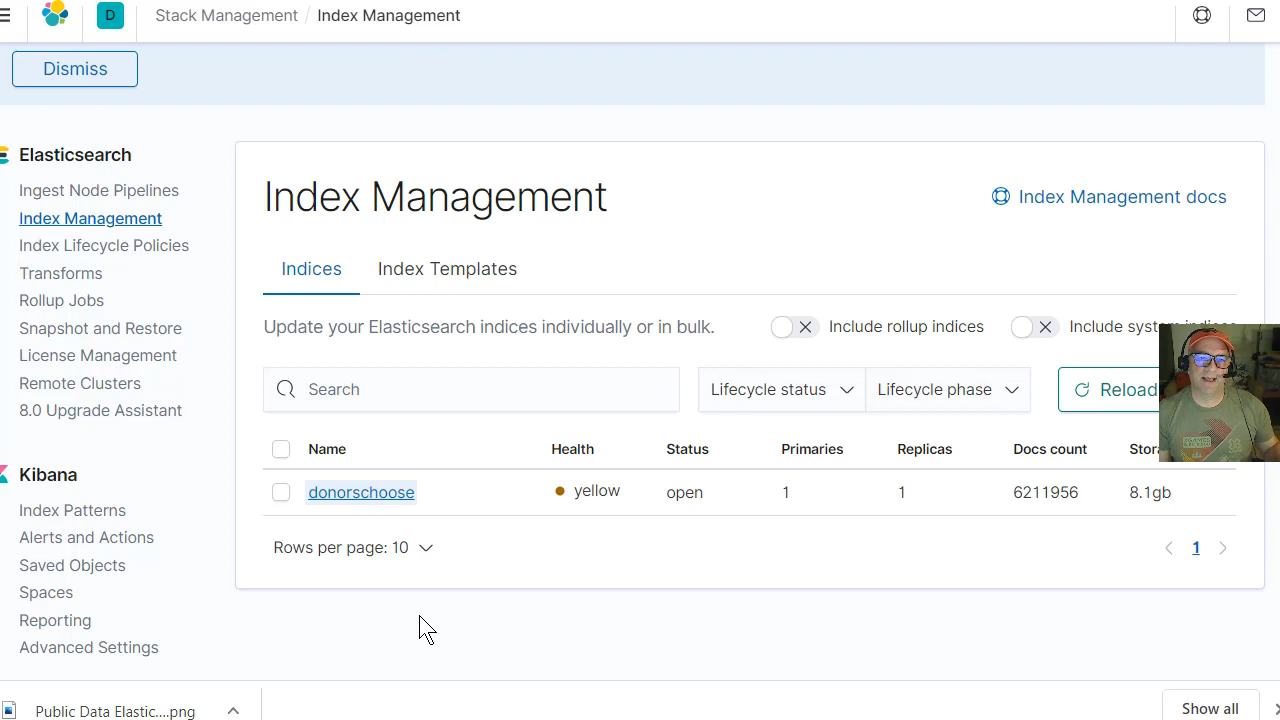 D Stack Management / Index Management
Dismiss
Elasticsearch
Ingest Node Pipelines
Index Management
Index Lifecycle Policies
Transforms
Rollup Jobs
Snapshot and Restore
License Management
Remote Clusters
8.0 Upgrade Assistant
Kibana
Index Patterns
Alerts and Actions
Saved Objects
Spaces
Reporting
Advanced Settings
Index Management
Index Management docs
Indices Index Templates
Update your Elasticsearch indices individually or in bulk.
Include rollup indices
Include system indices
Search
Lifecycle status
Lifecycle phase
Reload
Name Health Status Primaries Replicas Docs count
donorschoose yellow open 1 1 6211956 8.1gb
Rows per page: 10
1
Public Data Elastic....png
Show all